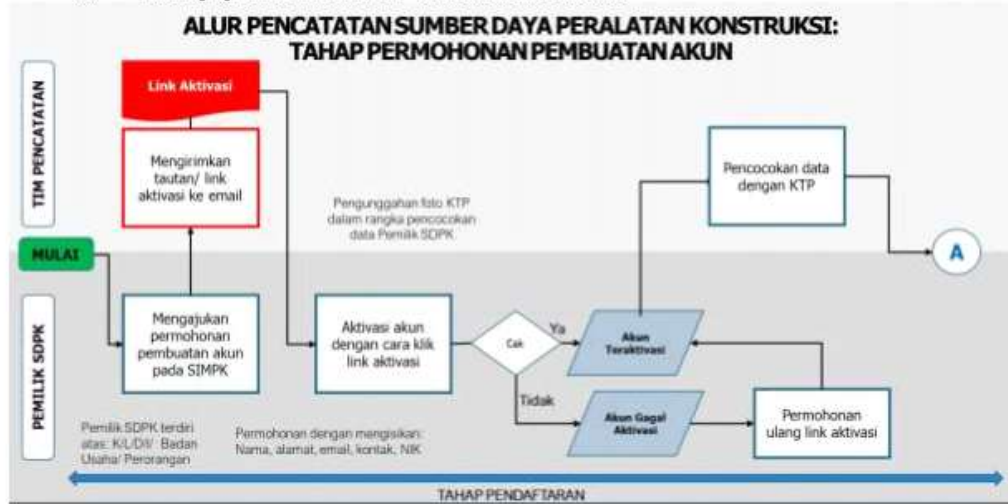 ALUR PENCATATAN SUMBER DAYA PERALATAN KONSTRUKSI:
TAHAP PERMOHONAN PEMBUATAN AKUN
TIM PENCATATAN
Link Aktivasi
Mengirimkan
tautan/ link
aktivasi ke email
Pengunggahan foto KTP
dalam rangka pencocokan
data Pemilik SDPK
Pencocokan data
dengan KTP
MULAI
A
PEMILIK SDPK
Mengajukan
permohonan
pembuatan akun
pada SIMPK
Aktivasi akun
dengan cara klik
link aktivasi
Cek
Ya
Akun
Teraktivasi
Tidak
Akun Gagal
Aktivasi
Permohonan
ulang link aktivasi
Pemilik SDPK terdiri
atas: K/L/D/I/ Badan
Usaha/ Perorangan
Permohonan dengan mengisikan:
Nama, alamat, email, kontak, NIK
TAHAP PENDAFTARAN